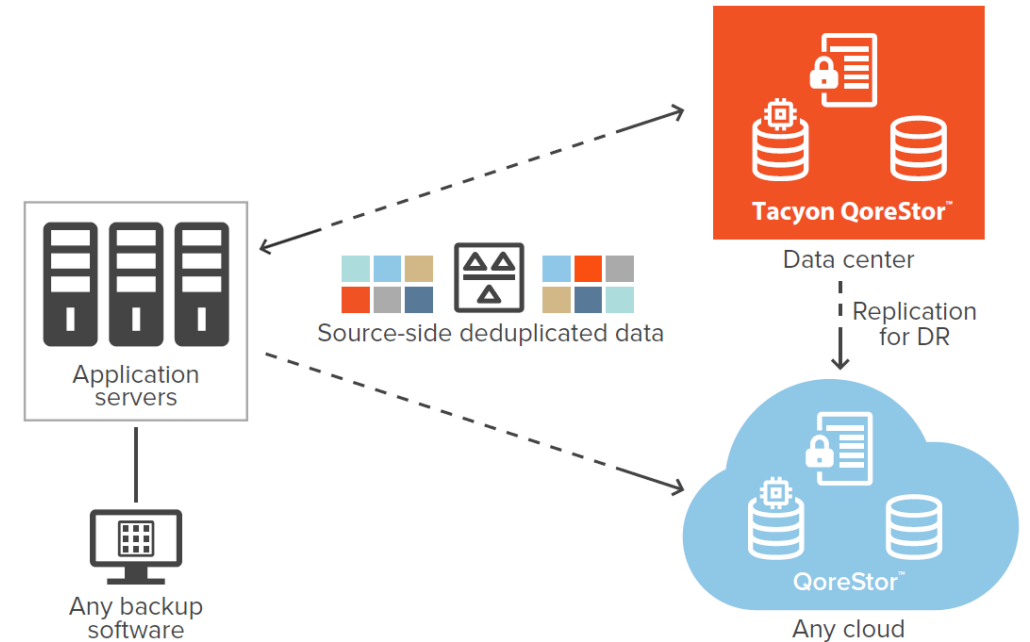 Tacyon QoreStor™
Data center
Replication
for DR
Source-side deduplicated data
Application
servers
Any backup
software
QoreStor™
Any cloud